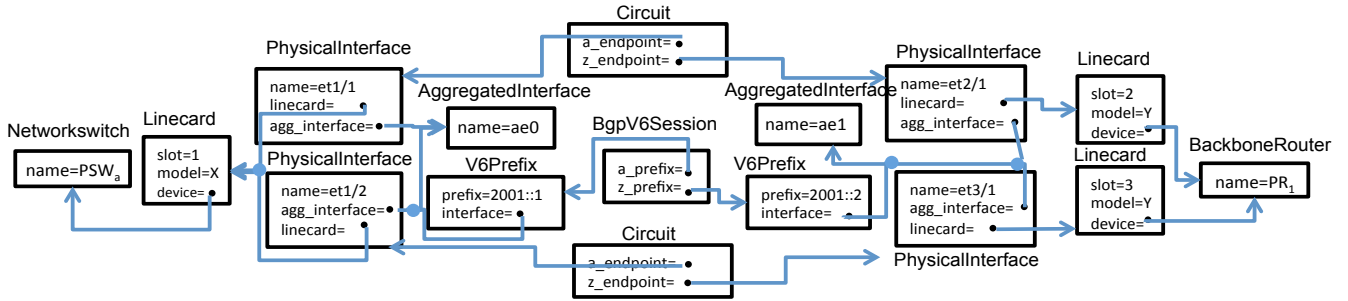 Circuit
a_endpoint=
z_endpoint=
PhysicalInterface
name=et1/1
linecard=
agg_interface=
AggregatedInterface
name=ae0
Networkswitch
name=PSWa
Linecard
slot=1
model=X
device=
PhysicalInterface
name=et1/2
agg_interface=
linecard=
V6Prefix
prefix=2001::1
interface=
BgpV6Session
a_prefix=
z_prefix=
Circuit
a_endpoint=
z_endpoint=
AggregatedInterface
name=ae1
V6Prefix
prefix=2001::2
interface=
PhysicalInterface
name=et2/1
linecard=
agg_interface=
name=et3/1
agg_interface=
linecard=
PhysicalInterface
Linecard
slot=2
model=Y
device=
Linecard
slot=3
model=Y
device=
BackboneRouter
name=PR1